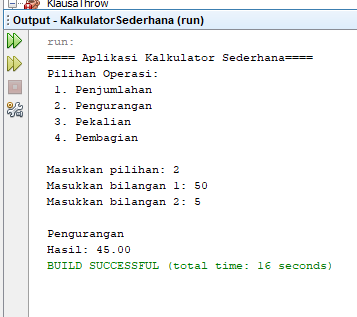 KlausaThrow
Output - KalkulatorSederhana (run)
run:
==== Aplikasi Kalkulator Sederhana====
Pilihan Operasi:
1. Penjumlahan
2. Pengurangan
3. Pekalian
4. Pembagian
Masukkan pilihan: 2
Masukkan bilangan 1: 50
Masukkan bilangan 2: 5
Pengurangan
Hasil: 45.00
BUILD SUCCESSFUL (total time: 16 seconds)